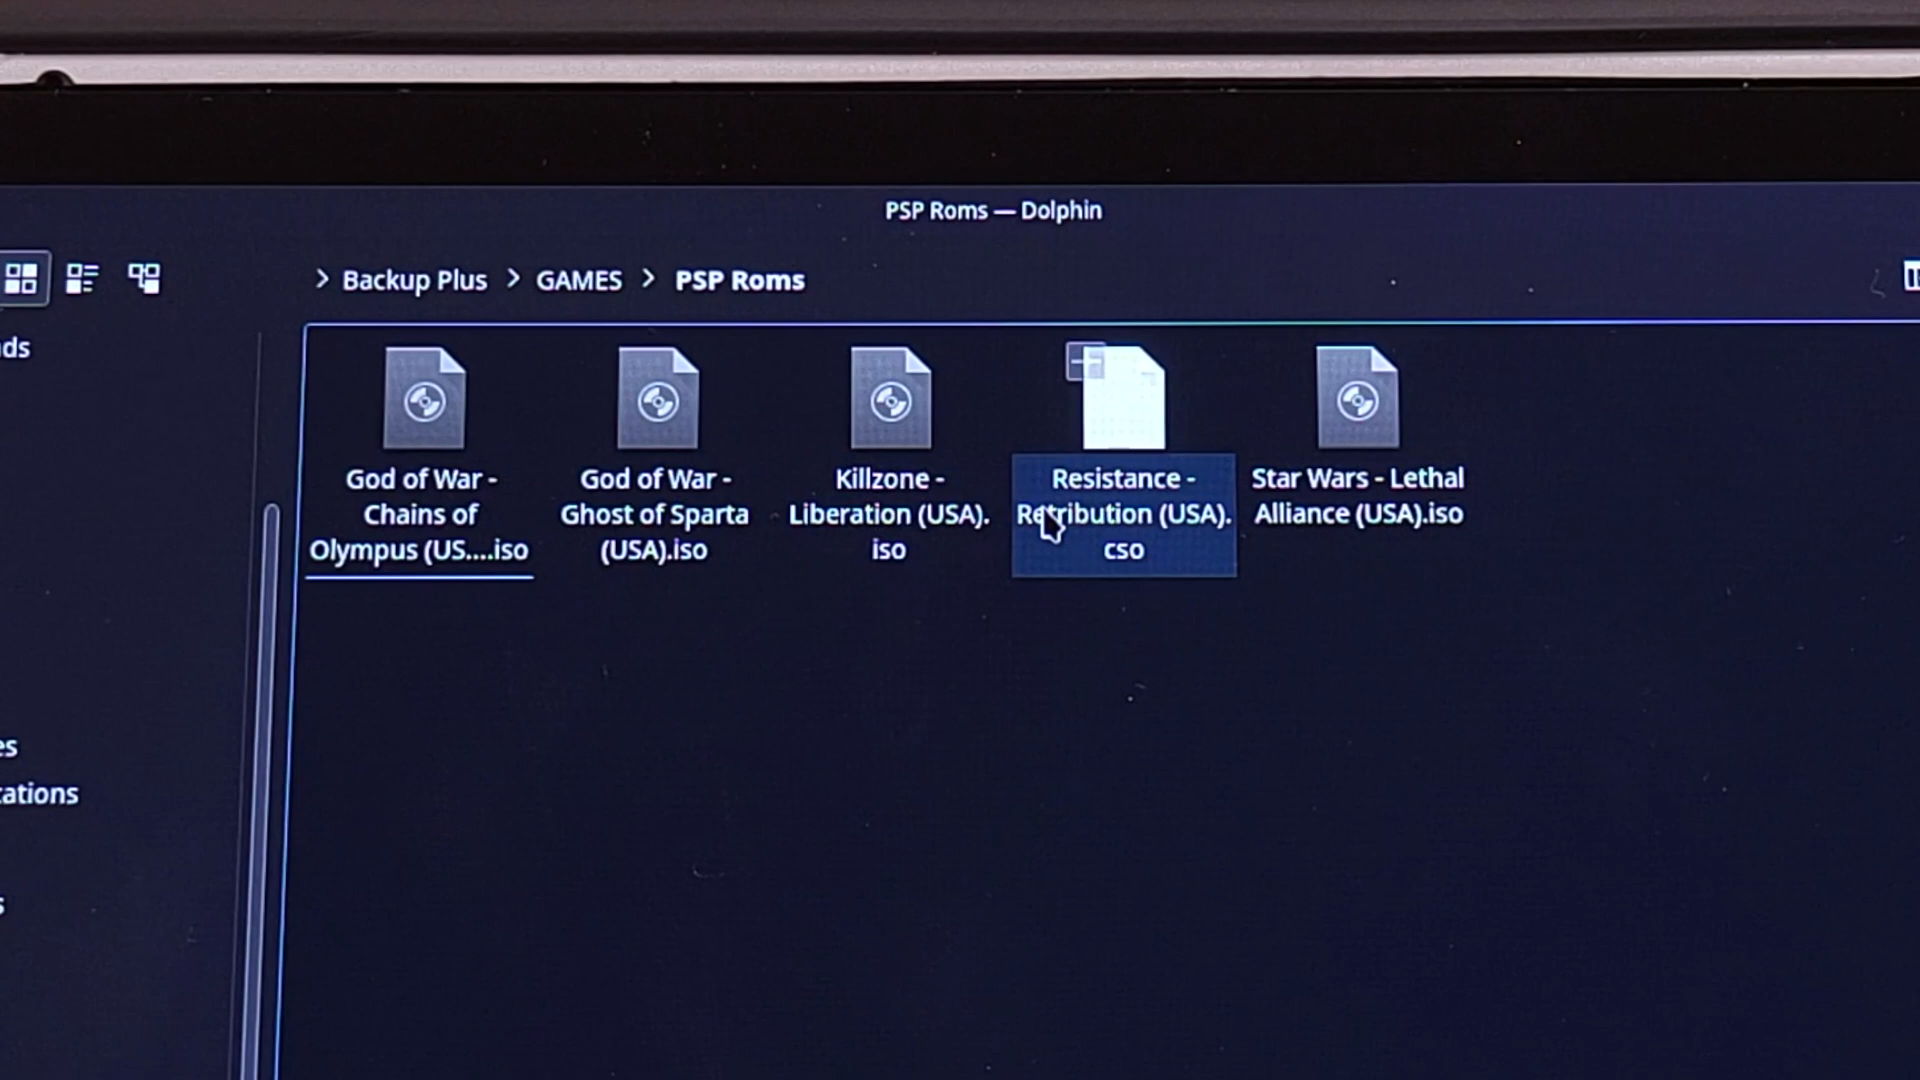 PSP Roms — Dolphin
> Backup Plus > GAMES > PSP Roms
ds
God of War -
Chains of
Olympus (US....iso
God of War -
Ghost of Sparta
(USA).iso
Killzone -
Liberation (USA).
iso
Resistance -
Retribution (USA).
cso
Star Wars - Lethal
Alliance (USA).iso
es
cations
s